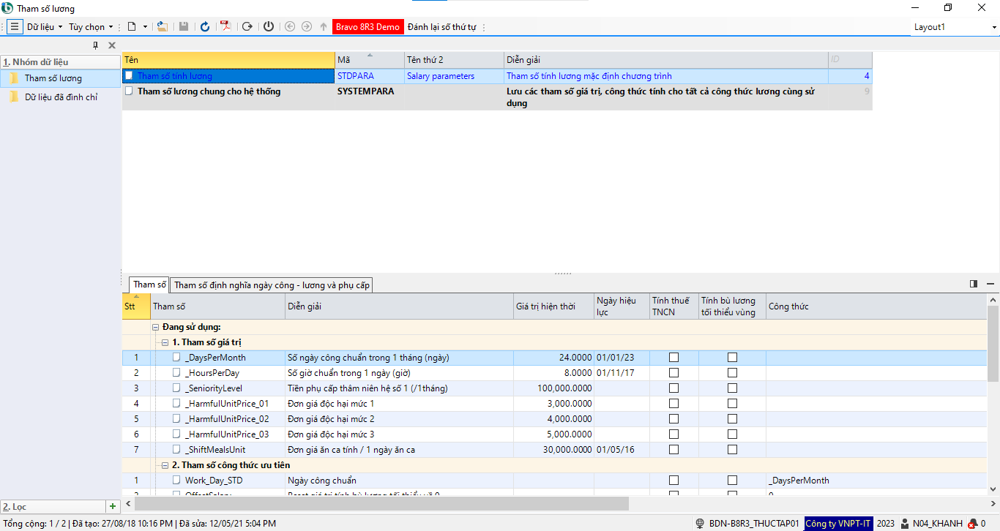 Tham số lương
Dữ liệu Tùy chọn Bravo 8R3 Demo Đánh lại số thứ tự Layout1
1. Nhóm dữ liệu
Tham số lương
Dữ liệu đã đình chỉ
2. Lọc
Tên Mã Tên thứ 2 Diễn giải ID
Tham số tính lương STDPARA Salary parameters Tham số tính lương mặc định chương trình 4
Tham số lương chung cho hệ thống SYSTEMPARA Lưu các tham số giá trị, công thức tính cho tất cả công thức lương cùng sử 9
dụng
Tham số Tham số định nghĩa ngày công - lương và phụ cấp
Stt Tham số Diễn giải Giá trị hiện thời Ngày hiệu Tính thuế Tính bù lương Công thức
lực TNCN tối thiểu vùng
Đang sử dụng:
1. Tham số giá trị
1 _DaysPerMonth Số ngày công chuẩn trong 1 tháng (ngày) 24.0000 01/01/23
2 _HoursPerDay Số giờ chuẩn trong 1 ngày (giờ) 8.0000 01/11/17
3 _SeniorityLevel Tiền phụ cấp thâm niên hệ số 1 (/1tháng) 100,000.0000
4 _HarmfulUnitPrice_01 Đơn giá độc hại mức 1 3,000.0000
5 _HarmfulUnitPrice_02 Đơn giá độc hại mức 2 4,000.0000
6 _HarmfulUnitPrice_03 Đơn giá độc hại mức 3 5,000.0000
7 _ShiftMealsUnit Đơn giá ăn ca tính / 1 ngày ăn ca 30,000.0000 01/05/16
2. Tham số công thức ưu tiên
1 Work_Day_STD Ngày công chuẩn _DaysPerMonth
Tổng cộng: 1 / 2 | Đã tạo: 27/08/18 10:16 PM | Đã sửa: 12/05/21 5:04 PM BDN-B8R3_THUCTAP01 Công ty VNPT-IT 2023 N04_KHANH 0